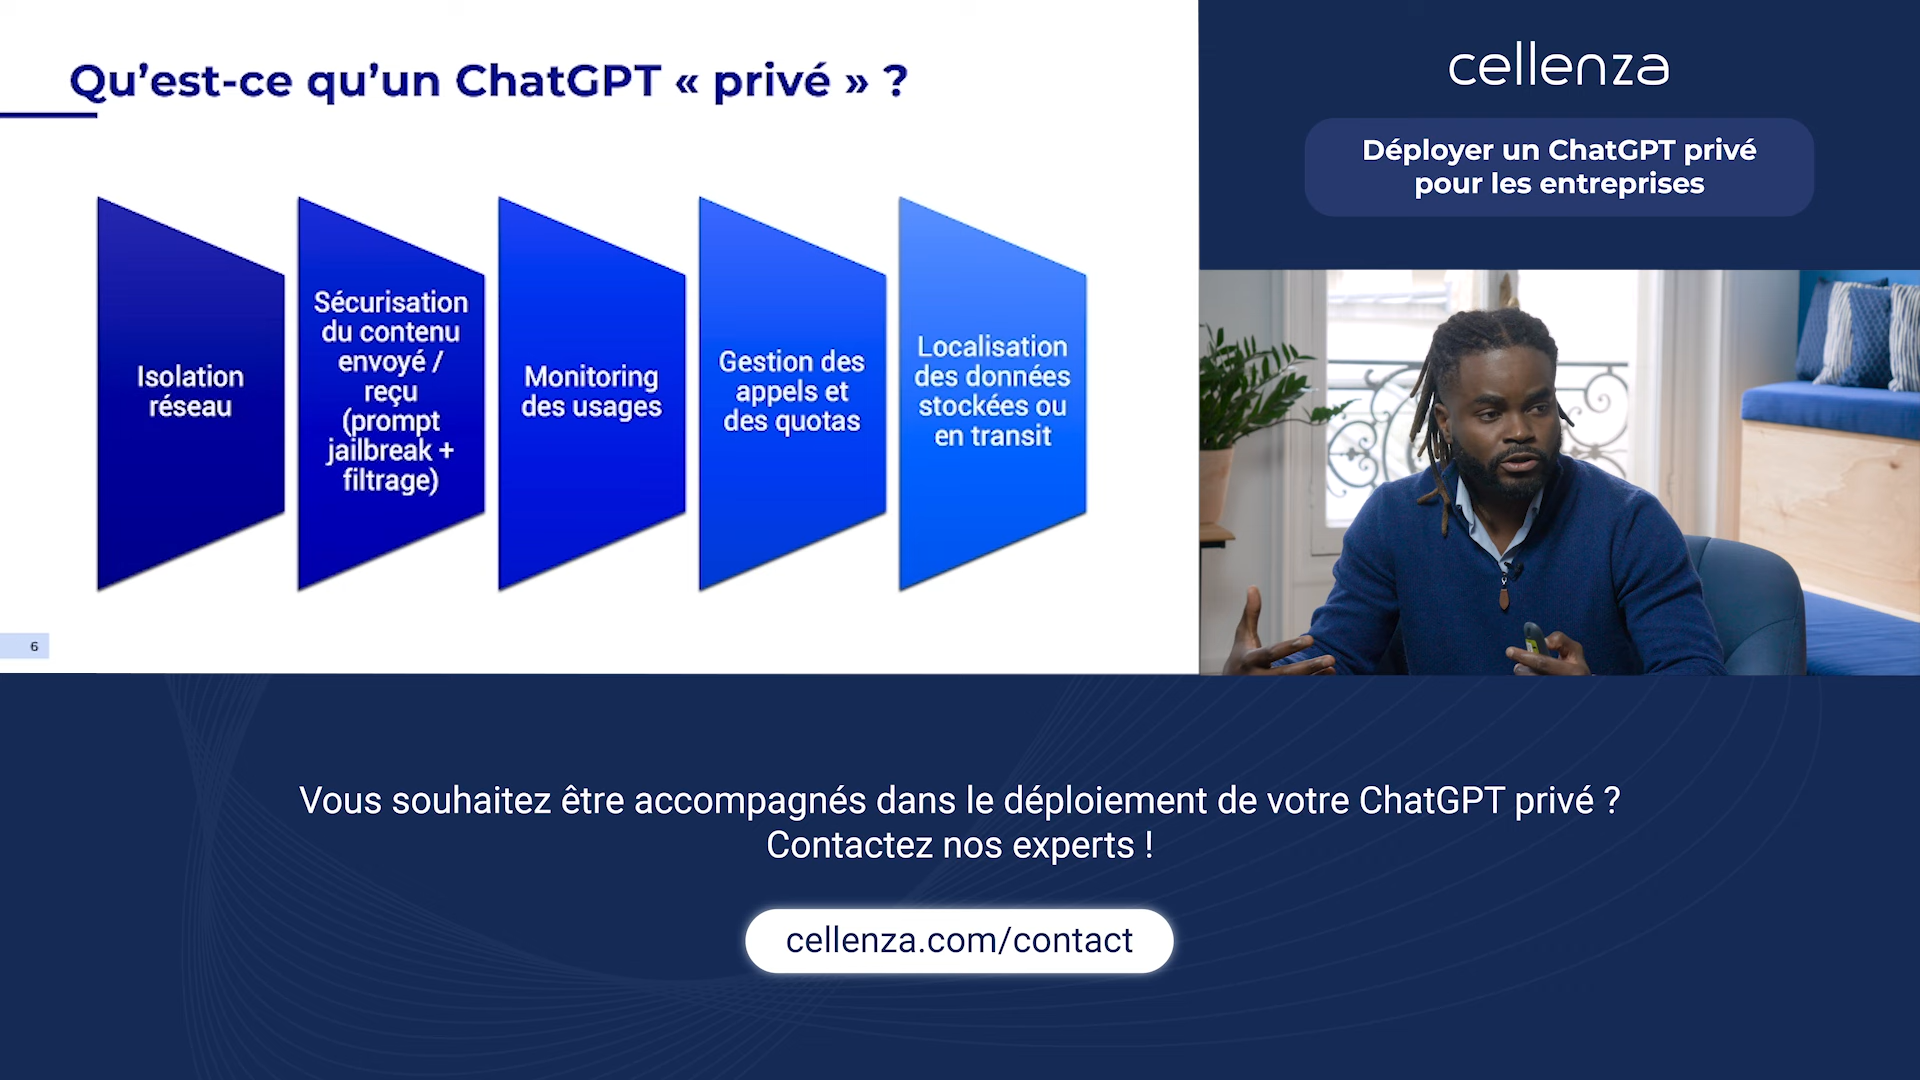 Qu’est-ce qu’un ChatGPT « privé » ?
Isolation
réseau
Sécurisation
du contenu
envoyé /
reçu
(prompt
jailbreak +
filtrage)
Monitoring
des usages
Gestion des
appels et
des quotas
Localisation
des données
stockées ou
en transit
6
cellenza
Déployer un ChatGPT privé
pour les entreprises
Vous souhaitez être accompagnés dans le déploiement de votre ChatGPT privé ?
Contactez nos experts !
cellenza.com/contact